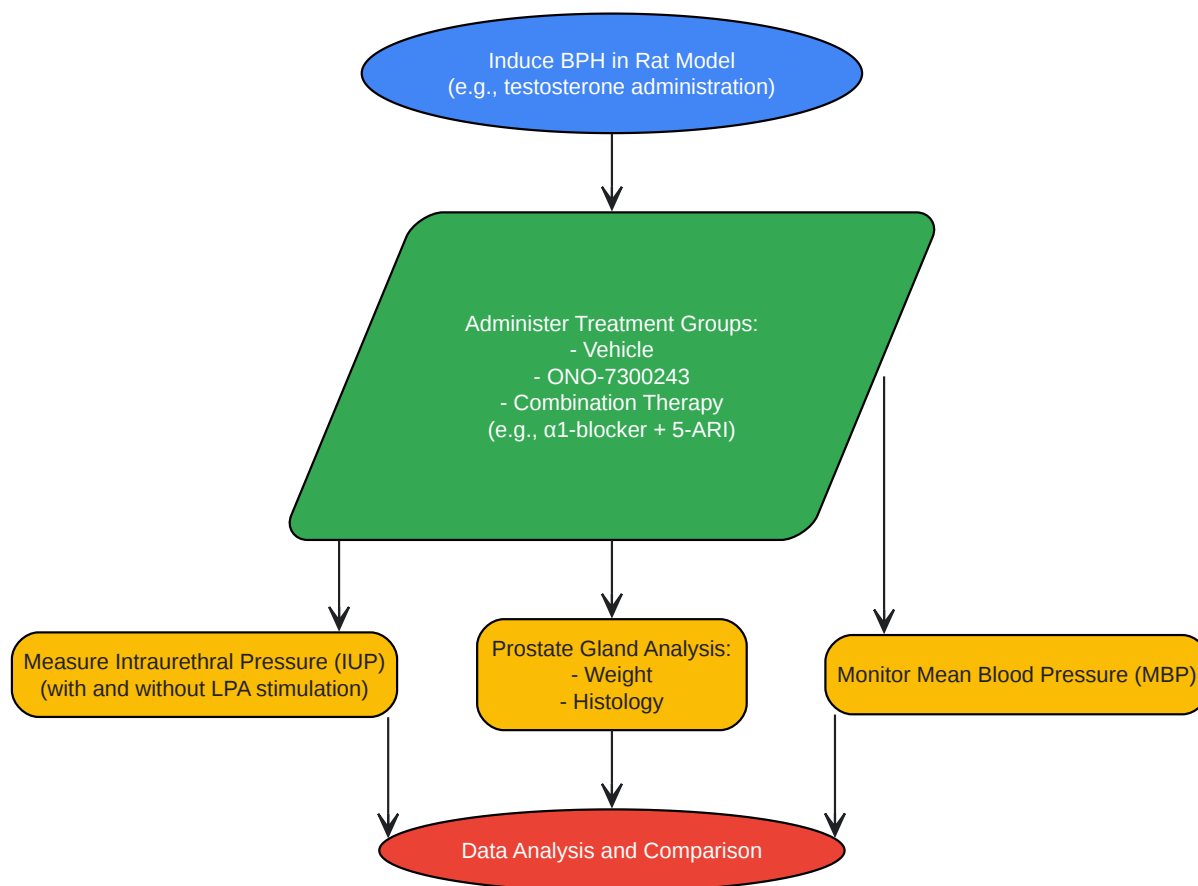 Induce BPH in Rat Model
(e.g., testosterone administration)
Administer Treatment Groups:
- Vehicle
- ONO-7300243
- Combination Therapy
(e.g., α1-blocker + 5-ARI)
Measure Intraurethral Pressure (IUP)
(with and without LPA stimulation)
Prostate Gland Analysis:
- Weight
- Histology
Monitor Mean Blood Pressure (MBP)
Data Analysis and Comparison